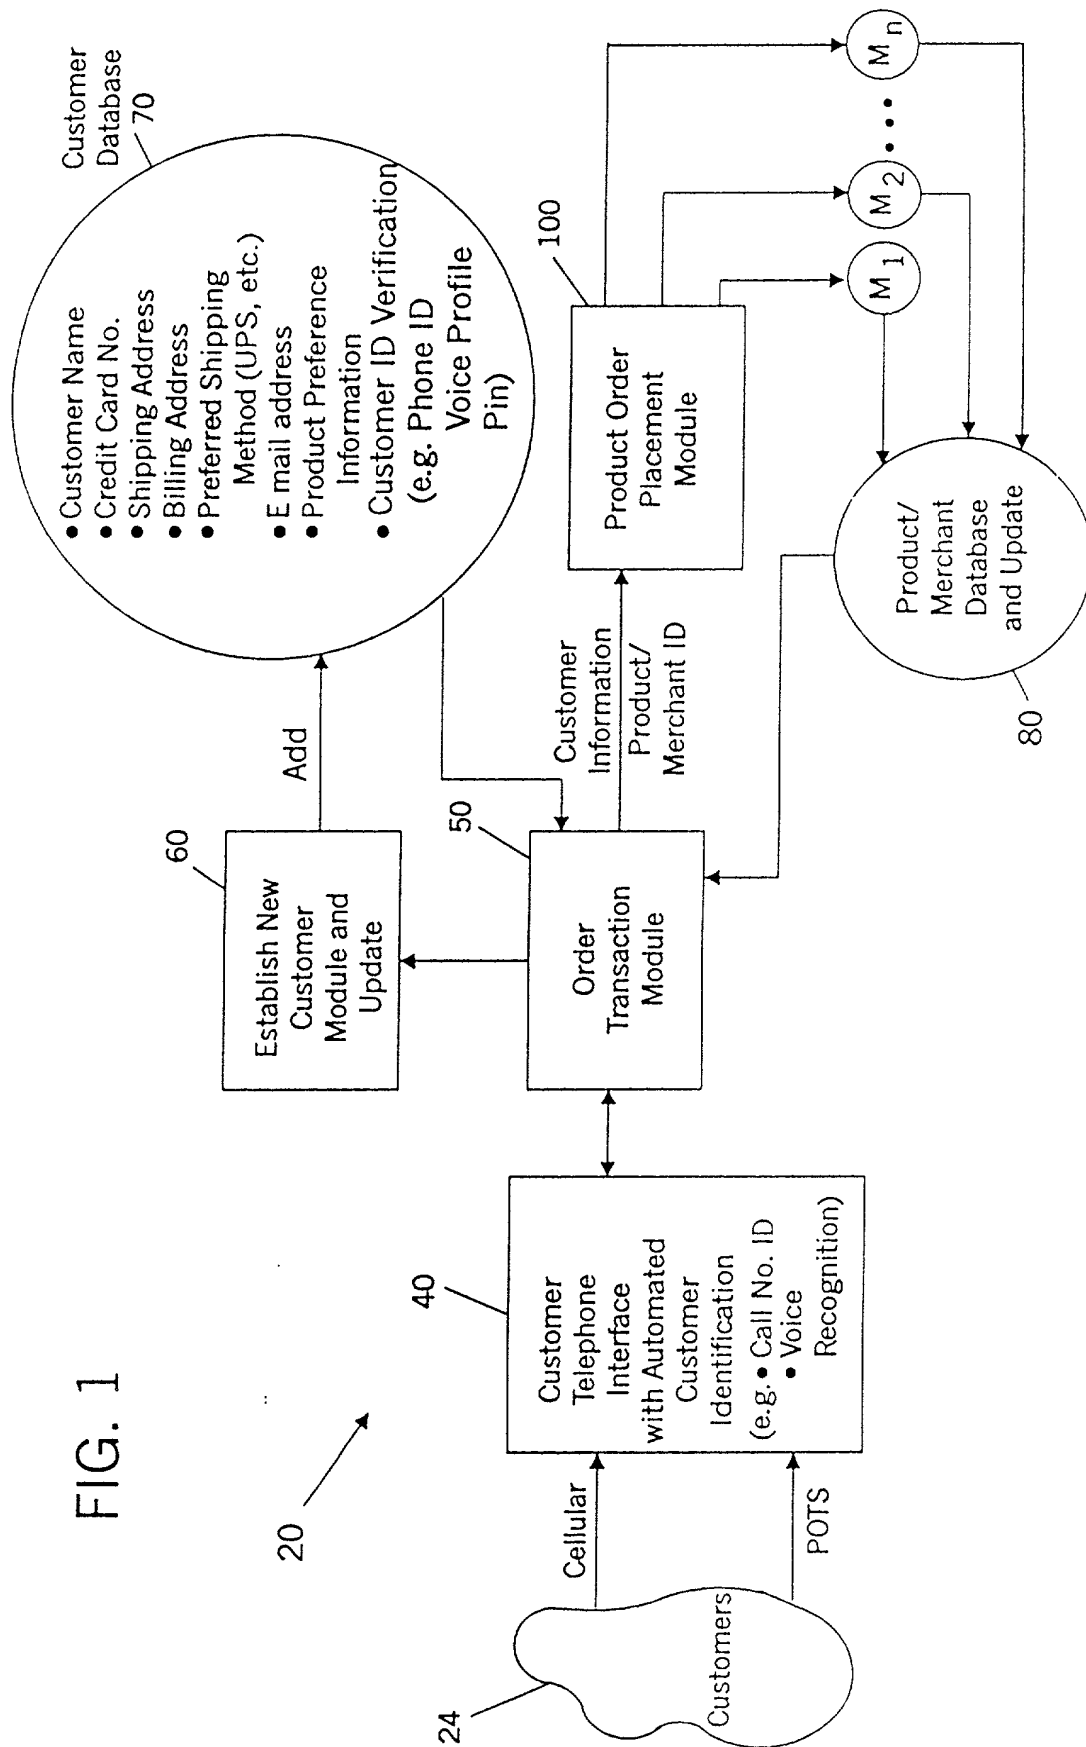 FIG. 1
20
24
Customers
Cellular
POTS
40
Customer
Telephone
Interface
with Automated
Customer
Identification
(e.g. • Call No. ID
• Voice
Recognition)
60
Establish New
Customer
Module and
Update
Add
50
Order
Transaction
Module
Customer
Information
Product/
Merchant ID
Customer
Database
70
• Customer Name
• Credit Card No.
• Shipping Address
• Billing Address
• Preferred Shipping
Method (UPS, etc.)
• E mail address
• Product Preference
Information
• Customer ID Verification
(e.g. Phone ID
Voice Profile
Pin)
100
Product Order
Placement
Module
M1
M2
• • •
Mn
80
Product/
Merchant
Database
and Update